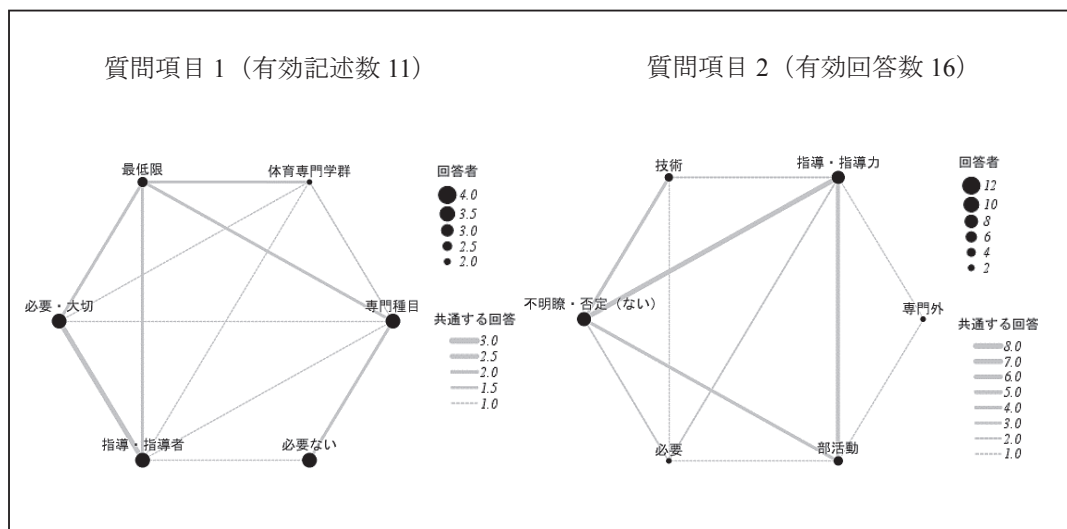 質問項目 1（有効記述数 11）
最低限
体育専門学群
必要・大切
専門種目
指導・指導者
必要ない
回答者
4.0
3.5
3.0
2.5
2.0
共通する回答
3.0
2.5
2.0
1.5
1.0
質問項目 2（有効回答数 16）
技術
指導・指導力
不明瞭・否定（ない）
専門外
必要
部活動
回答者
12
10
8
6
4
2
共通する回答
8.0
7.0
6.0
5.0
4.0
3.0
2.0
1.0